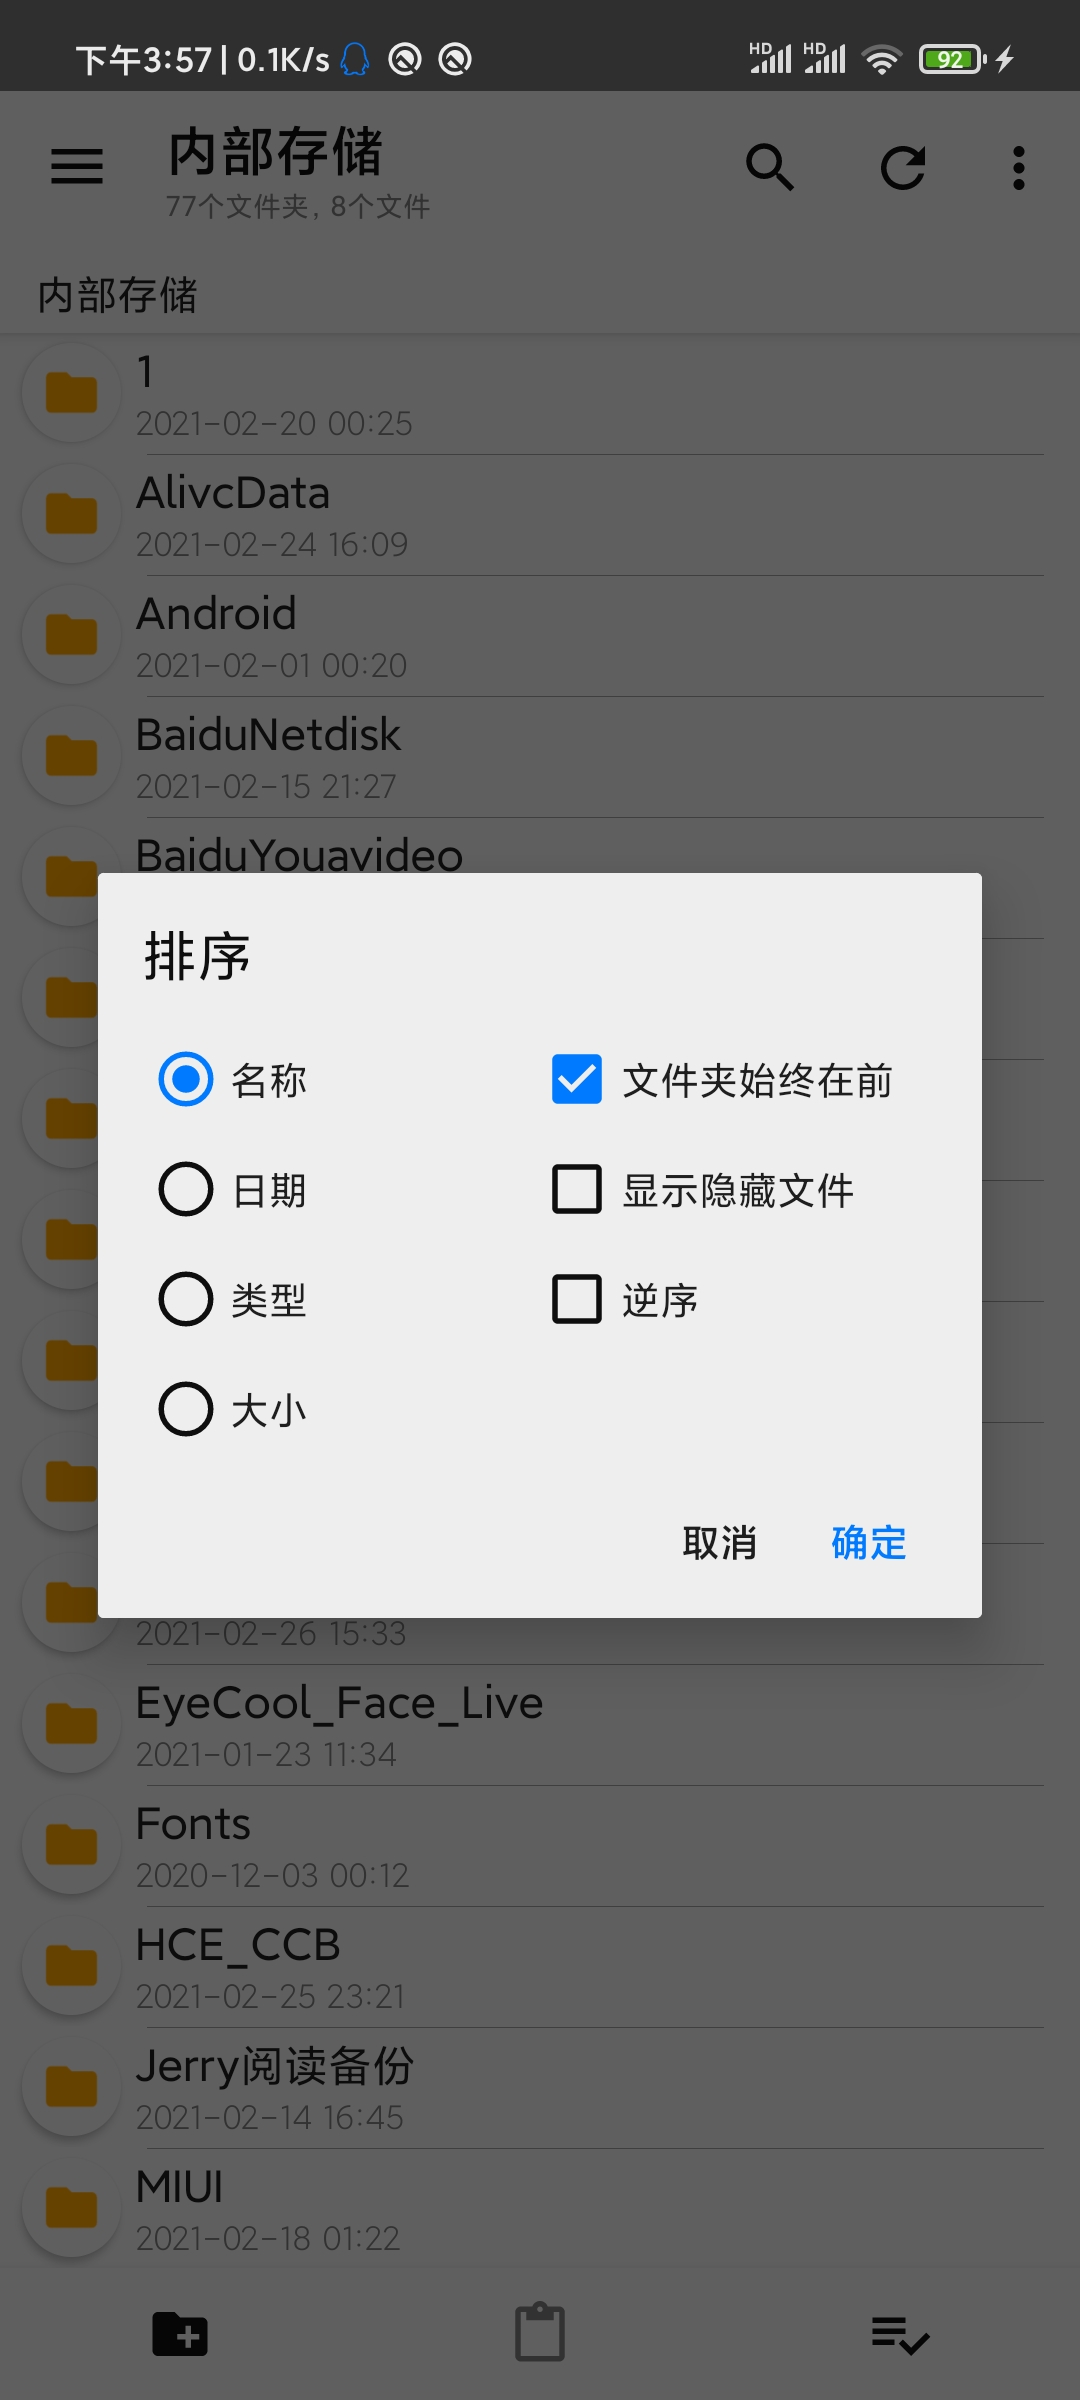 下午3:57 | 0.1K/s HD HD 92
内部存储
77个文件夹, 8个文件
内部存储
1
2021-02-20 00:25
AlivcData
2021-02-24 16:09
Android
2021-02-01 00:20
BaiduNetdisk
2021-02-15 21:27
BaiduYouavideo
排序
名称 文件夹始终在前
日期 显示隐藏文件
类型 逆序
大小
取消 确定
2021-02-26 15:33
EyeCool_Face_Live
2021-01-23 11:34
Fonts
2020-12-03 00:12
HCE_CCB
2021-02-25 23:21
Jerry阅读备份
2021-02-14 16:45
MIUI
2021-02-18 01:22